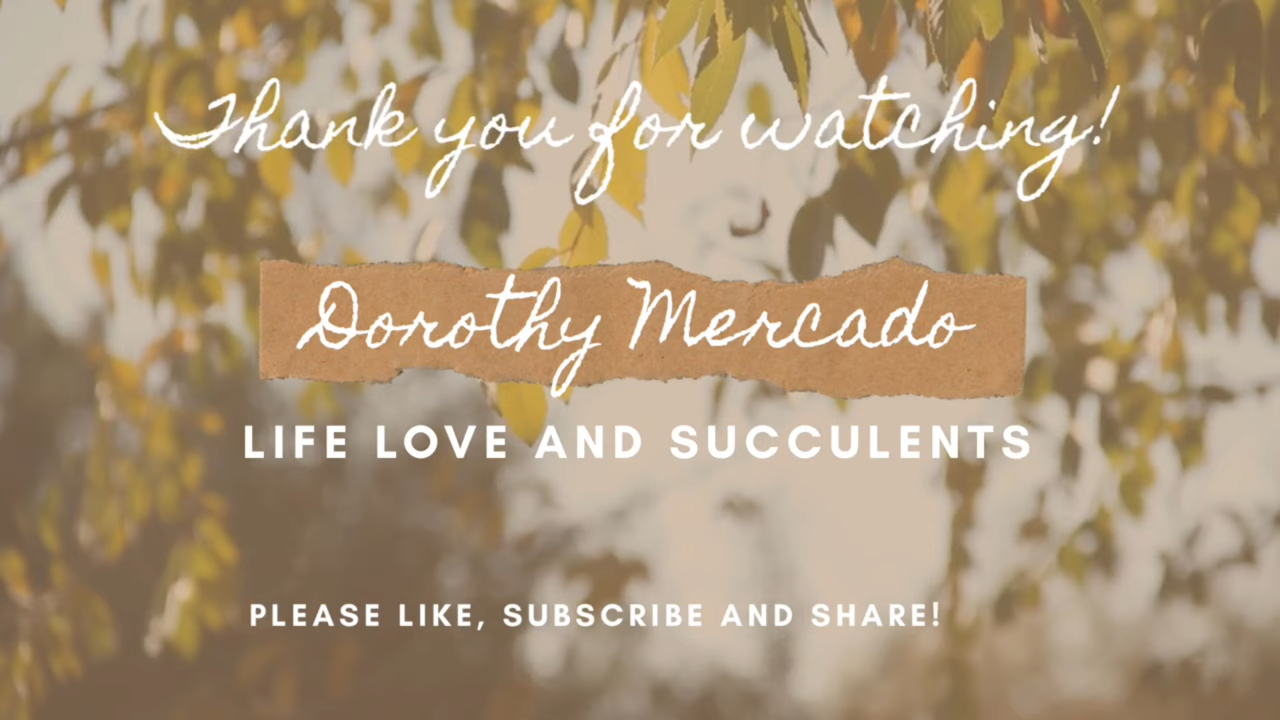 Thank you for watching!
Dorothy Mercado
LIFE LOVE AND SUCCULENTS
PLEASE LIKE, SUBSCRIBE AND SHARE!